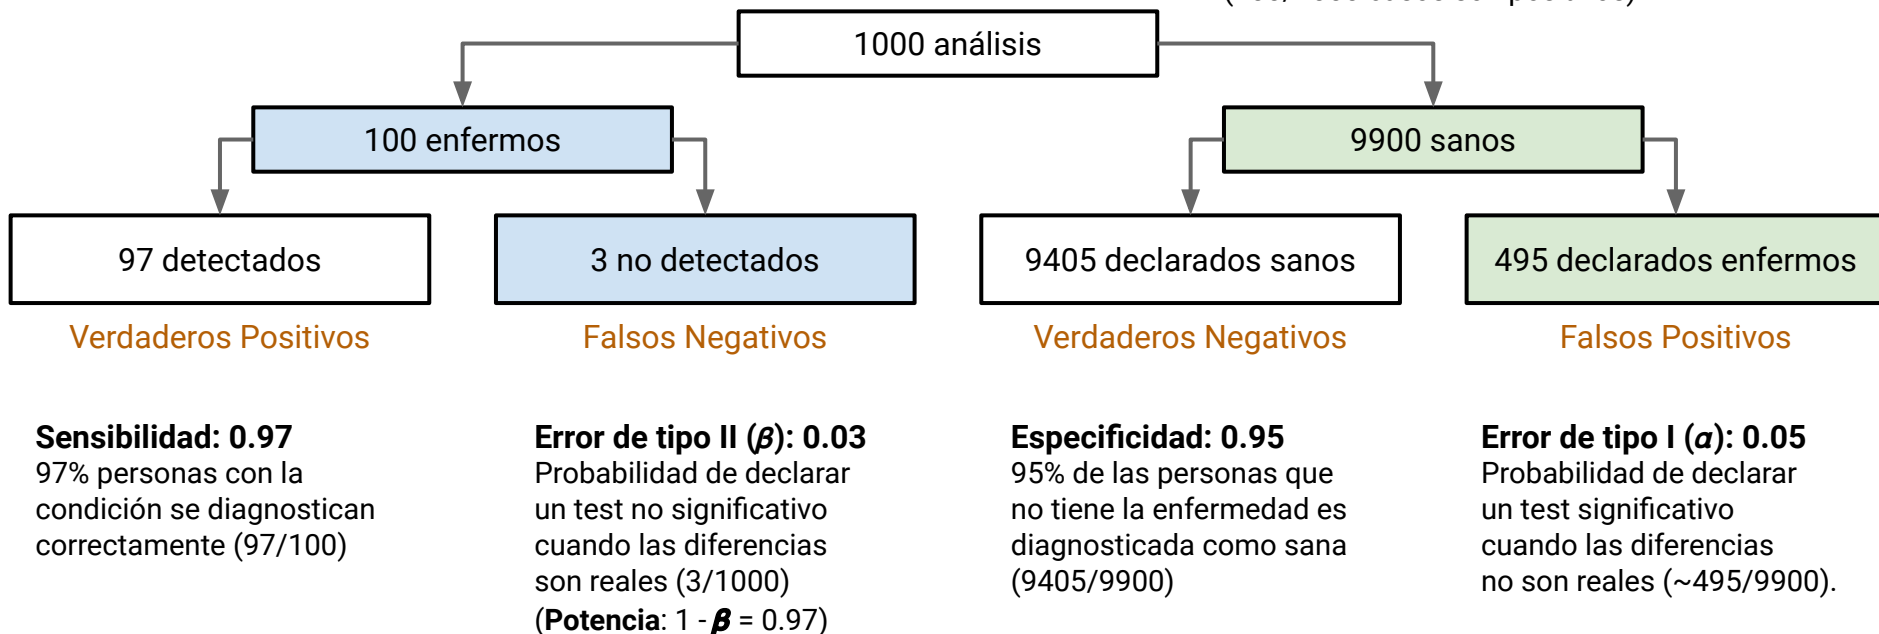 1000 análisis
100 enfermos
9900 sanos
97 detectados
3 no detectados
9405 declarados sanos
495 declarados enfermos
Verdaderos Positivos
Falsos Negativos
Verdaderos Negativos
Falsos Positivos
Sensibilidad: 0.97
97% personas con la
condición se diagnostican
correctamente (97/100)
Error de tipo II (β): 0.03
Probabilidad de declarar
un test no significativo
cuando las diferencias
son reales (3/1000)
(Potencia: 1 - β = 0.97)
Especificidad: 0.95
95% de las personas que
no tiene la enfermedad es
diagnosticada como sana
(9405/9900)
Error de tipo I (α): 0.05
Probabilidad de declarar
un test significativo
cuando las diferencias
no son reales (~495/9900).